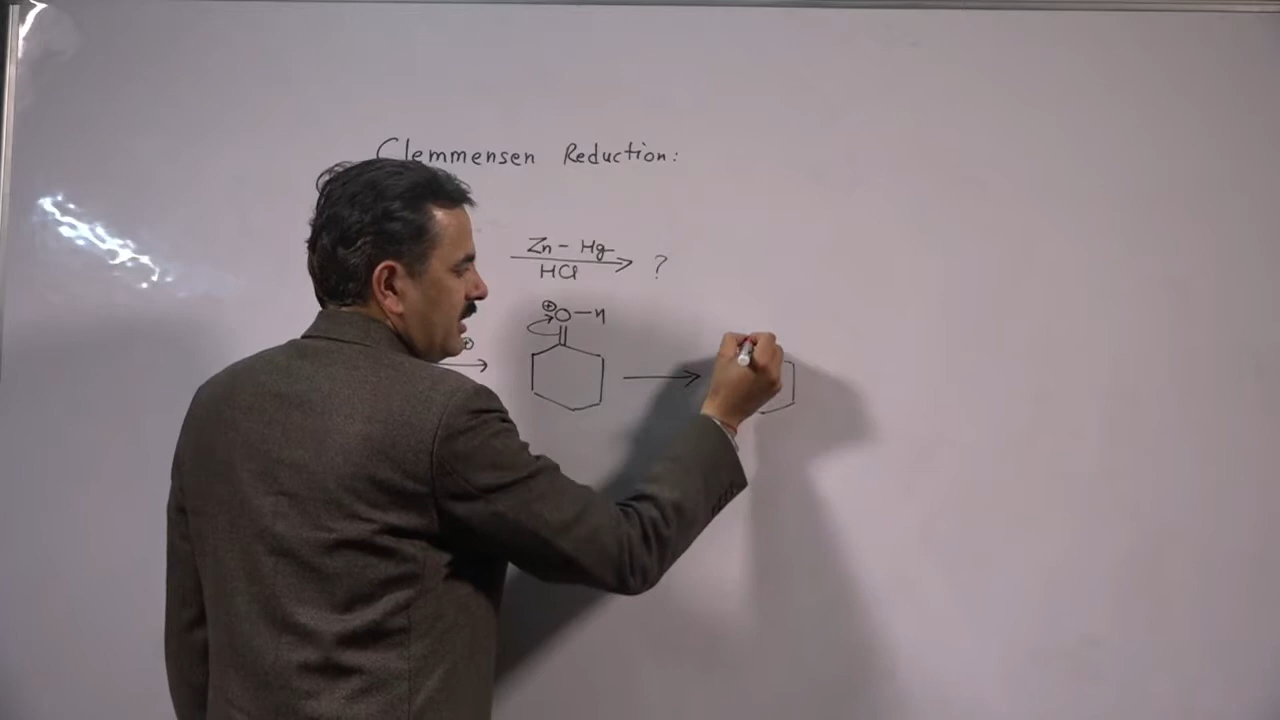 Clemmensen Reduction:
Zn - Hg
HCl
?
⊕
O-H
⊕